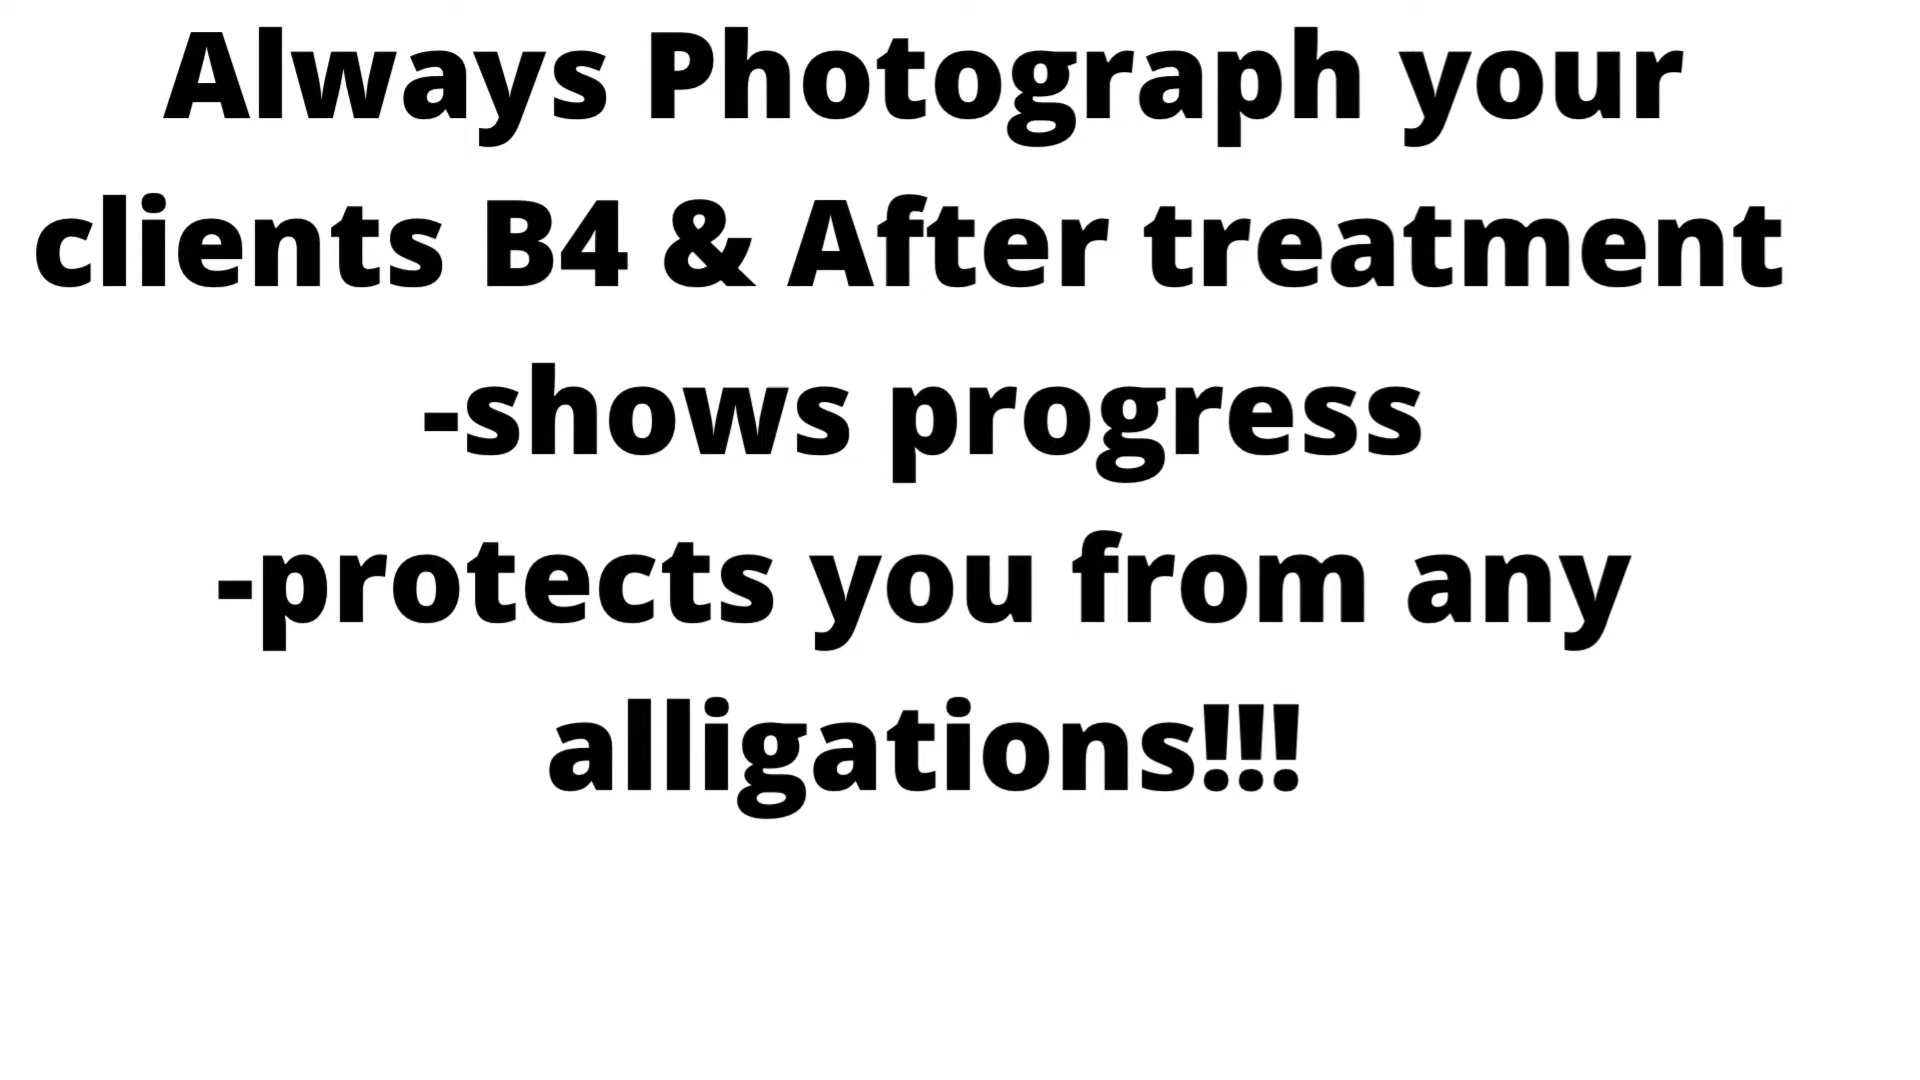 Always Photograph your
clients B4 & After treatment
-shows progress
-protects you from any
alligations!!!